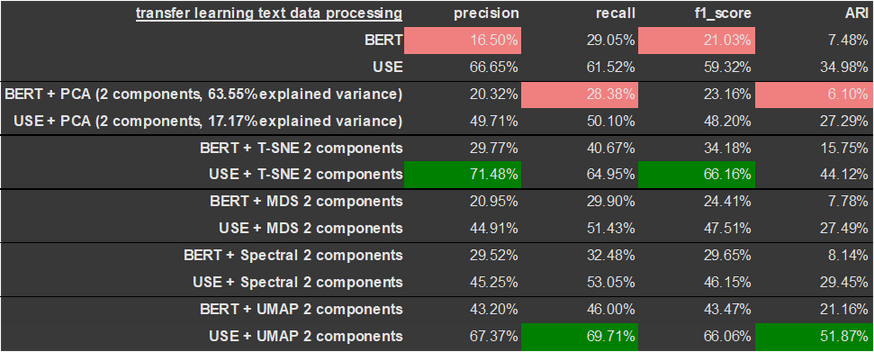 transfer learning text data processing precision recall f1_score ARI
BERT 16.50% 29.05% 21.03% 7.48%
USE 66.65% 61.52% 59.32% 34.98%
BERT + PCA (2 components, 63.55% explained variance) 20.32% 28.38% 23.16% 6.10%
USE + PCA (2 components, 17.17% explained variance) 49.71% 50.10% 48.20% 27.29%
BERT + T-SNE 2 components 29.77% 40.67% 34.18% 15.75%
USE + T-SNE 2 components 71.48% 64.95% 66.16% 44.12%
BERT + MDS 2 components 20.95% 29.90% 24.41% 7.78%
USE + MDS 2 components 44.91% 51.43% 47.51% 27.49%
BERT + Spectral 2 components 29.52% 32.48% 29.65% 8.14%
USE + Spectral 2 components 45.25% 53.05% 46.15% 29.45%
BERT + UMAP 2 components 43.20% 46.00% 43.47% 21.16%
USE + UMAP 2 components 67.37% 69.71% 66.06% 51.87%